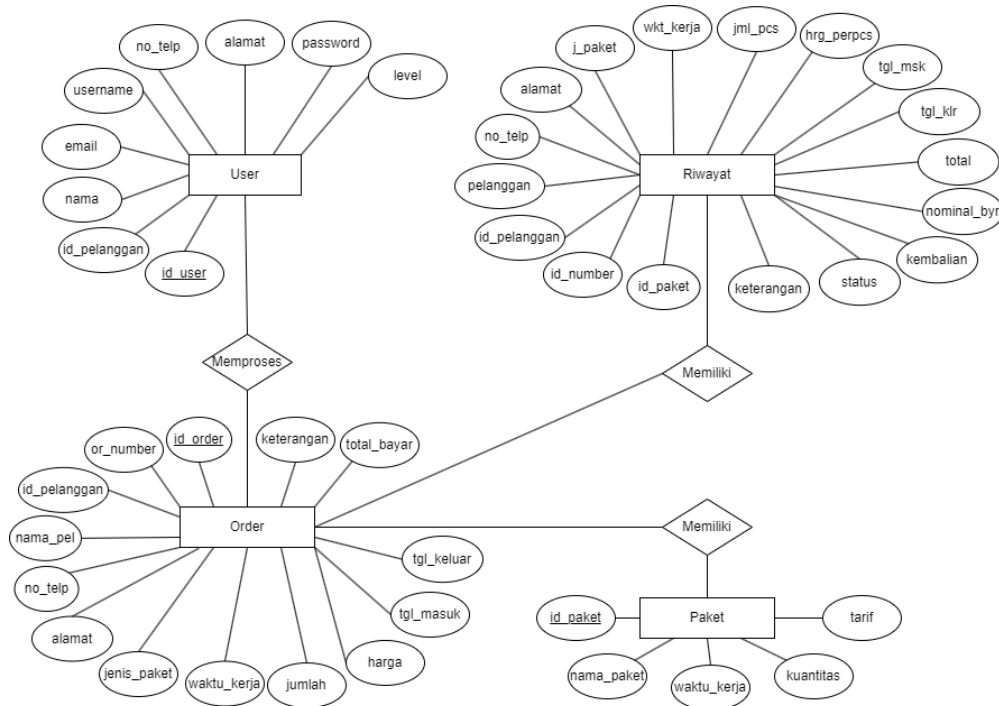 no_telp
alamat
password
level
username
email
nama
id_pelanggan
id_user
User
wkt_kerja
jml_pcs
hrg_perpcs
j_paket
tgl_msk
alamat
tgl_klr
no_telp
total
pelanggan
nominal_byr
id_pelanggan
kembalian
id_number
id_paket
keterangan
status
Riwayat
Memproses
Memiliki
id_order
keterangan
total_bayar
or_number
id_pelanggan
nama_pel
no_telp
alamat
jenis_paket
waktu_kerja
jumlah
harga
tgl_masuk
tgl_keluar
Order
Memiliki
Paket
id_paket
nama_paket
waktu_kerja
kuantitas
tarif